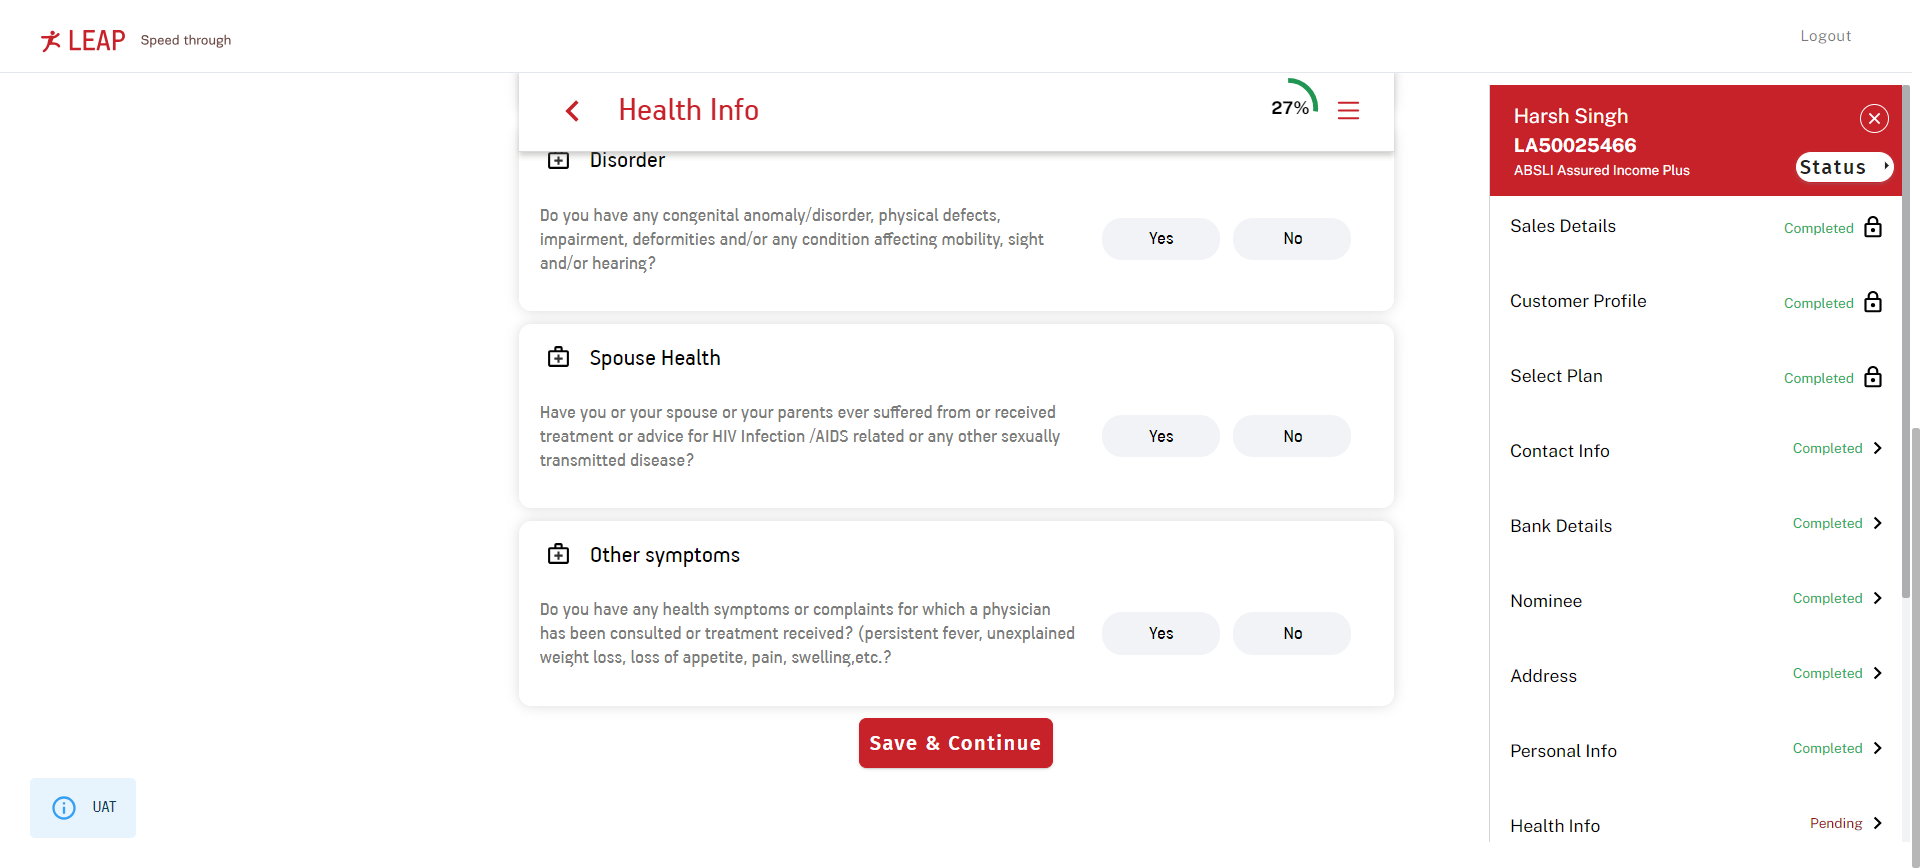 LEAP Speed through
Logout
Health Info
27%
Disorder
Do you have any congenital anomaly/disorder, physical defects,
impairment, deformities and/or any condition affecting mobility, sight
and/or hearing?
Yes
No
Spouse Health
Have you or your spouse or your parents ever suffered from or received
treatment or advice for HIV Infection /AIDS related or any other sexually
transmitted disease?
Yes
No
Other symptoms
Do you have any health symptoms or complaints for which a physician
has been consulted or treatment received? (persistent fever, unexplained
weight loss, loss of appetite, pain, swelling,etc.?
Yes
No
Save & Continue
UAT
Harsh Singh
LA50025466
ABSLI Assured Income Plus
Status
Sales Details Completed
Customer Profile Completed
Select Plan Completed
Contact Info Completed
Bank Details Completed
Nominee Completed
Address Completed
Personal Info Completed
Health Info Pending